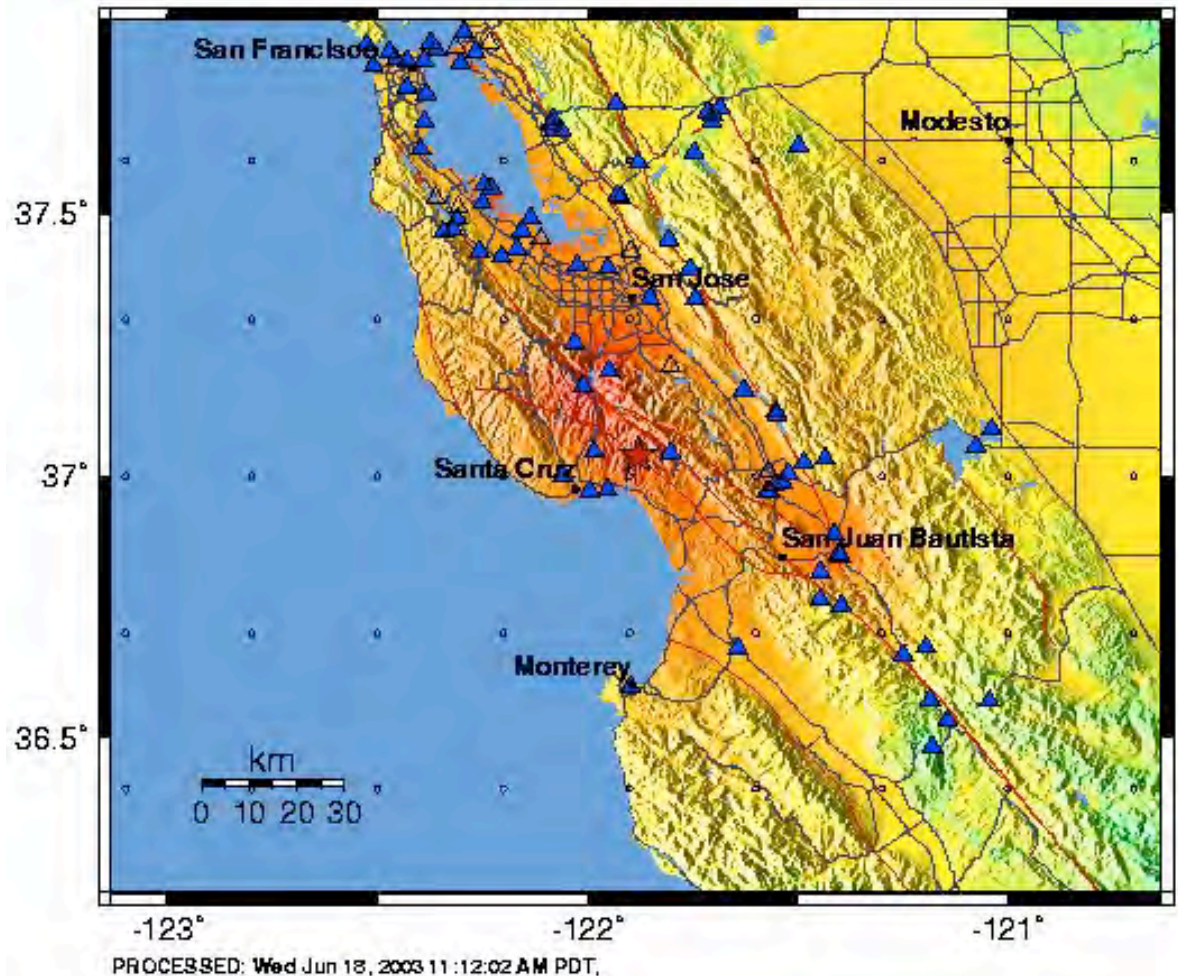 San Francisco
Modesto
37.5°
San Jose
37°
Santa Cruz
San Juan Bautista
Monterey
36.5°
km
0 10 20 30
-123° -122° -121°
PROCESSED: Wed Jun 18, 2003 11:12:02 AM PDT,